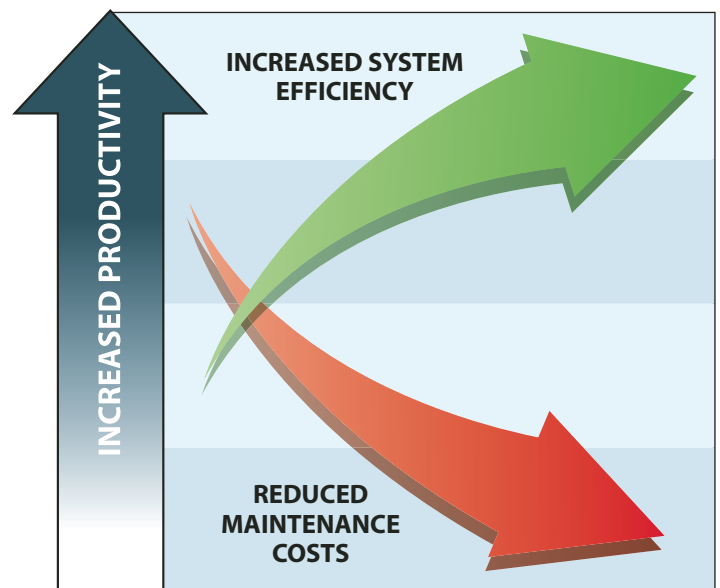 INCREASED PRODUCTIVITY
INCREASED SYSTEM
EFFICIENCY
REDUCED
MAINTENANCE
COSTS